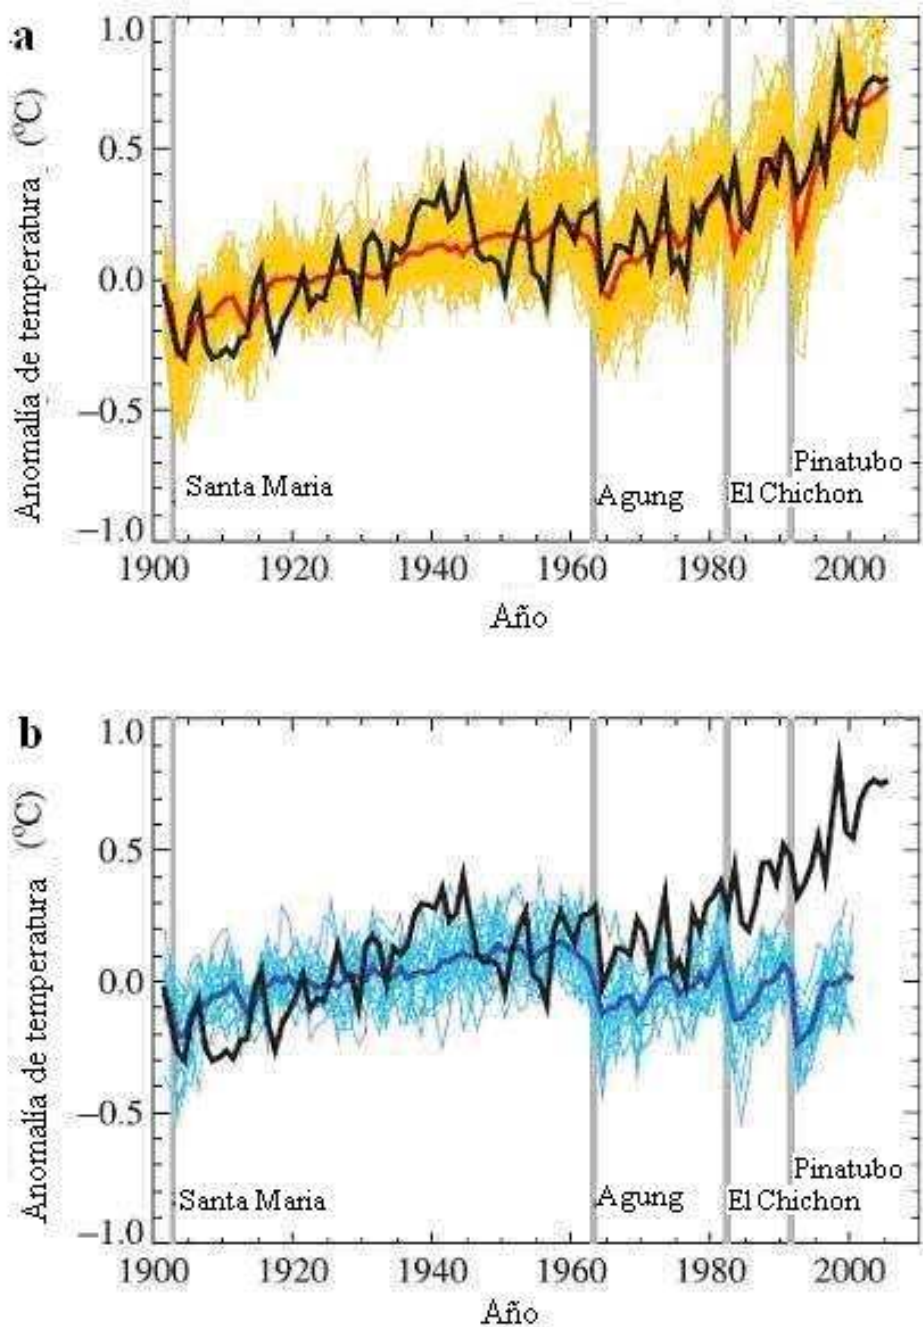 a
1.0
0.5
0.0
−0.5
−1.0
Anomalía de temperatura (ºC)
Santa Maria
Agung
El Chichon
Pinatubo
1900 1920 1940 1960 1980 2000
Año
b
1.0
0.5
0.0
−0.5
−1.0
Anomalía de temperatura (ºC)
Santa Maria
Agung
El Chichon
Pinatubo
1900 1920 1940 1960 1980 2000
Año